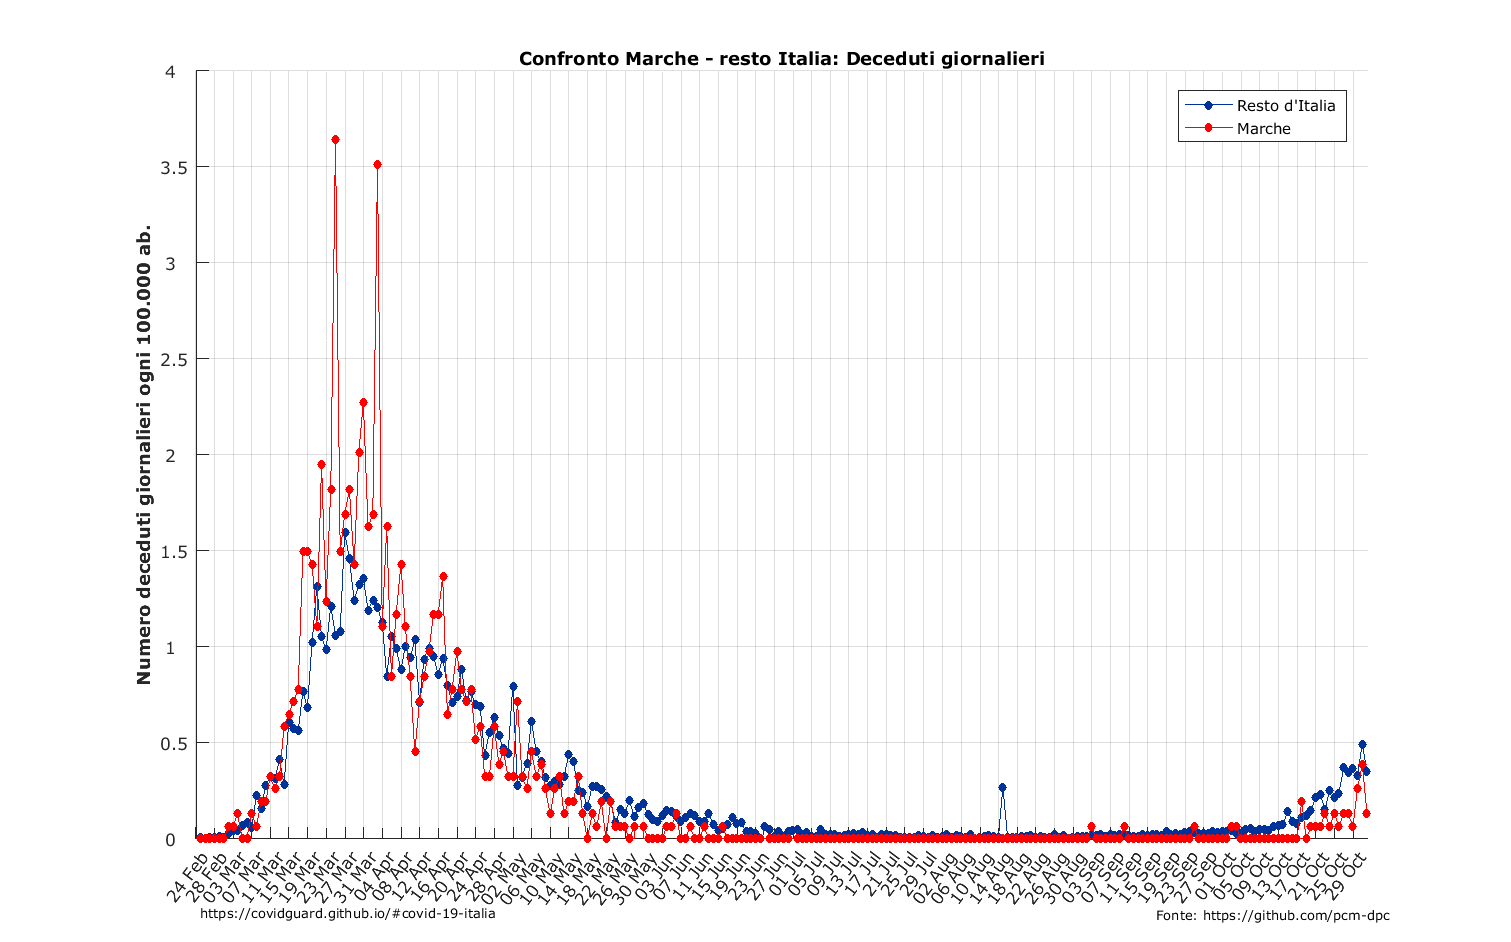 Confronto Marche - resto Italia: Deceduti giornalieri
Resto d'Italia
Marche
Numero deceduti giornalieri ogni 100.000 ab.
4
3.5
3
2.5
2
1.5
1
0.5
0
24 Feb
28 Feb
03 Mar
07 Mar
11 Mar
15 Mar
19 Mar
23 Mar
27 Mar
31 Mar
04 Apr
08 Apr
12 Apr
16 Apr
20 Apr
24 Apr
28 Apr
02 May
06 May
10 May
14 May
18 May
22 May
26 May
30 May
03 Jun
07 Jun
11 Jun
15 Jun
19 Jun
23 Jun
27 Jun
01 Jul
05 Jul
09 Jul
13 Jul
17 Jul
21 Jul
25 Jul
29 Jul
02 Aug
06 Aug
10 Aug
14 Aug
18 Aug
22 Aug
26 Aug
30 Aug
03 Sep
07 Sep
11 Sep
15 Sep
19 Sep
23 Sep
27 Sep
01 Oct
05 Oct
09 Oct
13 Oct
17 Oct
21 Oct
25 Oct
29 Oct
https://covidguard.github.io/#covid-19-italia
Fonte: https://github.com/pcm-dpc